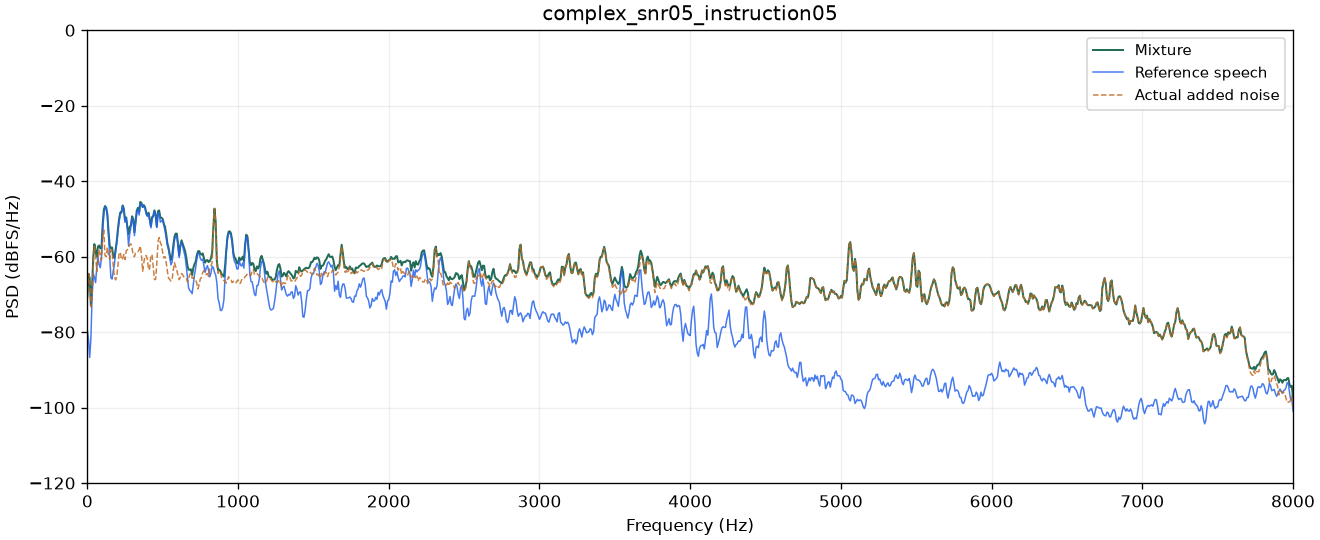 complex_snr05_instruction05
Mixture
Reference speech
Actual added noise
0
−20
−40
−60
−80
−100
−120
PSD (dBFS/Hz)
0 1000 2000 3000 4000 5000 6000 7000 8000
Frequency (Hz)